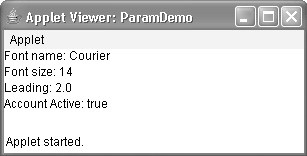 Applet Viewer: ParamDemo
Applet
Font name: Courier
Font size: 14
Leading: 2.0
Account Active: true
Applet started.